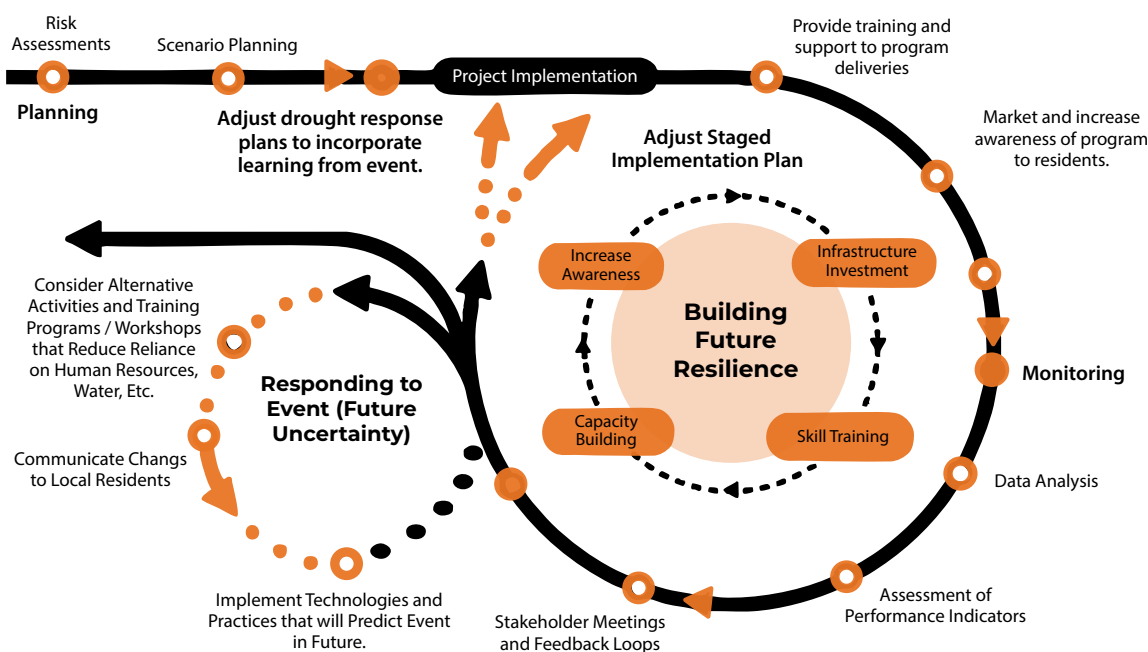 Risk
Assessments
Scenario Planning
Planning
Adjust drought response
plans to incorporate
learning from event.
Project Implementation
Provide training and
support to program
deliveries
Market and increase
awareness of program
to residents.
Adjust Staged
Implementation Plan
Increase
Awareness
Infrastructure
Investment
Building
Future
Resilience
Capacity
Building
Skill Training
Monitoring
Data Analysis
Assessment of
Performance Indicators
Stakeholder Meetings
and Feedback Loops
Consider Alternative
Activities and Training
Programs / Workshops
that Reduce Reliance
on Human Resources,
Water, Etc.
Responding to
Event (Future
Uncertainty)
Communicate Changs
to Local Residents
Implement Technologies and
Practices that will Predict Event
in Future.